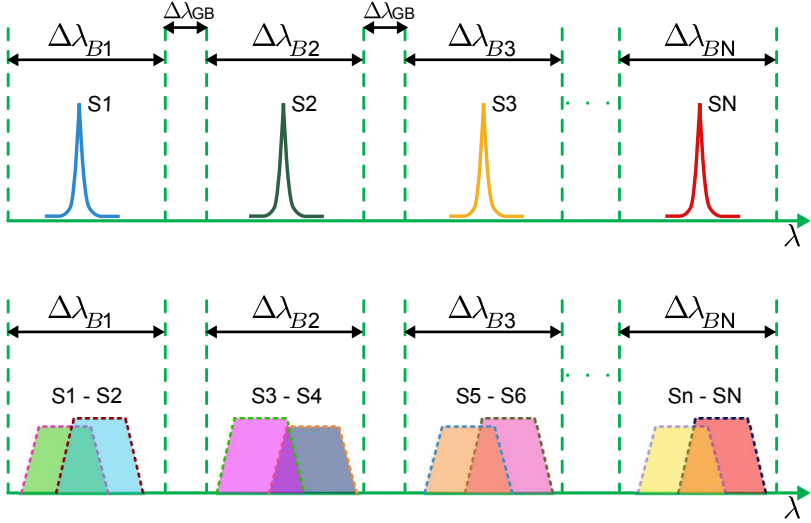 Δλ_GB Δλ_GB
Δλ_B1 Δλ_B2 Δλ_B3 Δλ_BN
S1 S2 S3 . . . . SN
λ
Δλ_B1 Δλ_B2 Δλ_B3 Δλ_BN
. . . .
S1 - S2 S3 - S4 S5 - S6 Sn - SN
λ